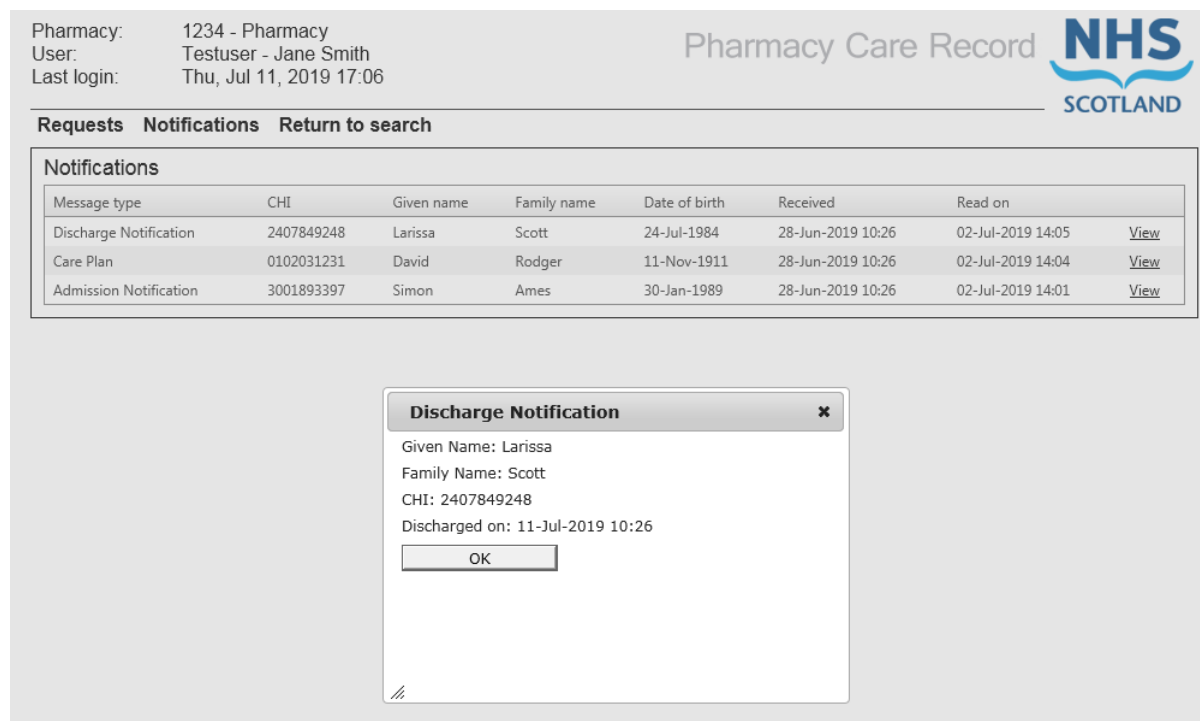 Pharmacy: 1234 - Pharmacy
User: Testuser - Jane Smith
Last login: Thu, Jul 11, 2019 17:06
Pharmacy Care Record
NHS
SCOTLAND
Requests Notifications Return to search
Notifications
Message type CHI Given name Family name Date of birth Received Read on
Discharge Notification 2407849248 Larissa Scott 24-Jul-1984 28-Jun-2019 10:26 02-Jul-2019 14:05 View
Care Plan 0102031231 David Rodger 11-Nov-1911 28-Jun-2019 10:26 02-Jul-2019 14:04 View
Admission Notification 3001893397 Simon Ames 30-Jan-1989 28-Jun-2019 10:26 02-Jul-2019 14:01 View
Discharge Notification
Given Name: Larissa
Family Name: Scott
CHI: 2407849248
Discharged on: 11-Jul-2019 10:26
OK